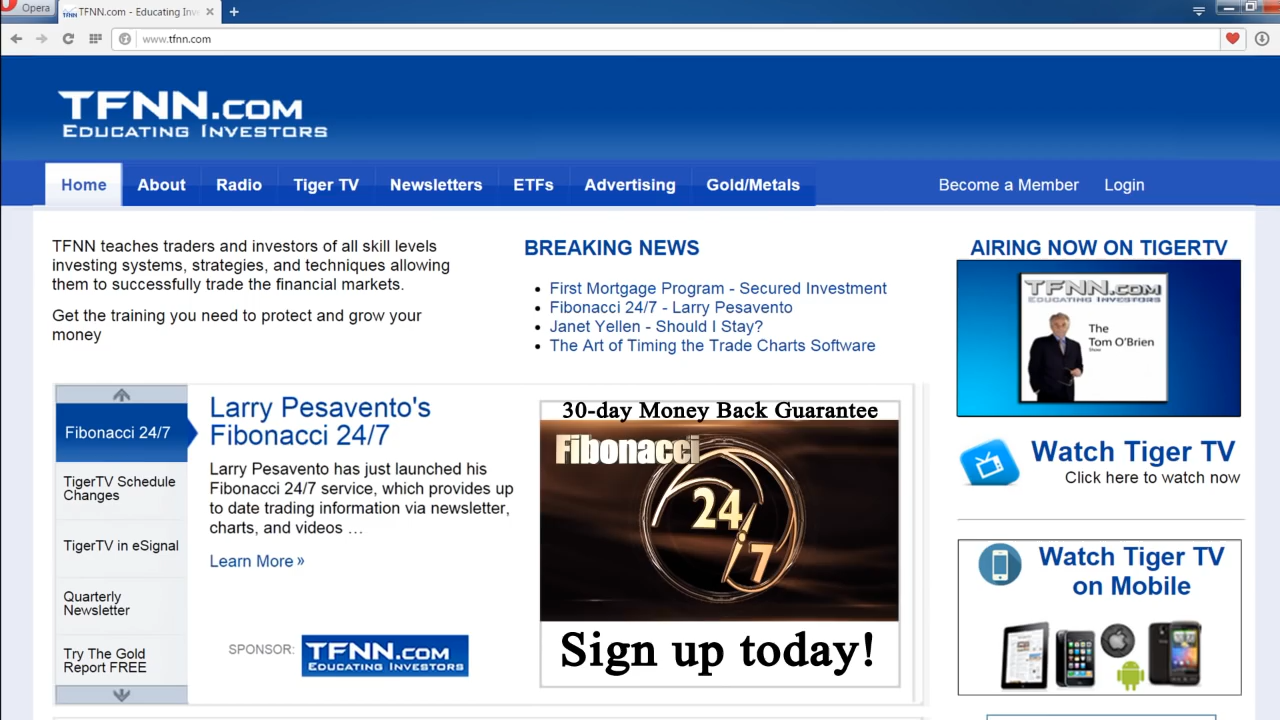 Opera
TFNN.com - Educating Inv
www.tfnn.com
TFNN.COM
EDUCATING INVESTORS
Home
About
Radio
Tiger TV
Newsletters
ETFs
Advertising
Gold/Metals
Become a Member
Login
TFNN teaches traders and investors of all skill levels
investing systems, strategies, and techniques allowing
them to successfully trade the financial markets.
Get the training you need to protect and grow your
money
BREAKING NEWS
First Mortgage Program - Secured Investment
Fibonacci 24/7 - Larry Pesavento
Janet Yellen - Should I Stay?
The Art of Timing the Trade Charts Software
AIRING NOW ON TIGERTV
TFNN.COM
EDUCATING INVESTORS
The
Tom O'Brien
Show
Watch Tiger TV
Click here to watch now
Watch Tiger TV
on Mobile
Fibonacci 24/7
TigerTV Schedule
Changes
TigerTV in eSignal
Quarterly
Newsletter
Try The Gold
Report FREE
Larry Pesavento's
Fibonacci 24/7
Larry Pesavento has just launched his
Fibonacci 24/7 service, which provides up
to date trading information via newsletter,
charts, and videos …
Learn More »
SPONSOR:
TFNN.COM
EDUCATING INVESTORS
30-day Money Back Guarantee
Fibonacci
24
7
Sign up today!